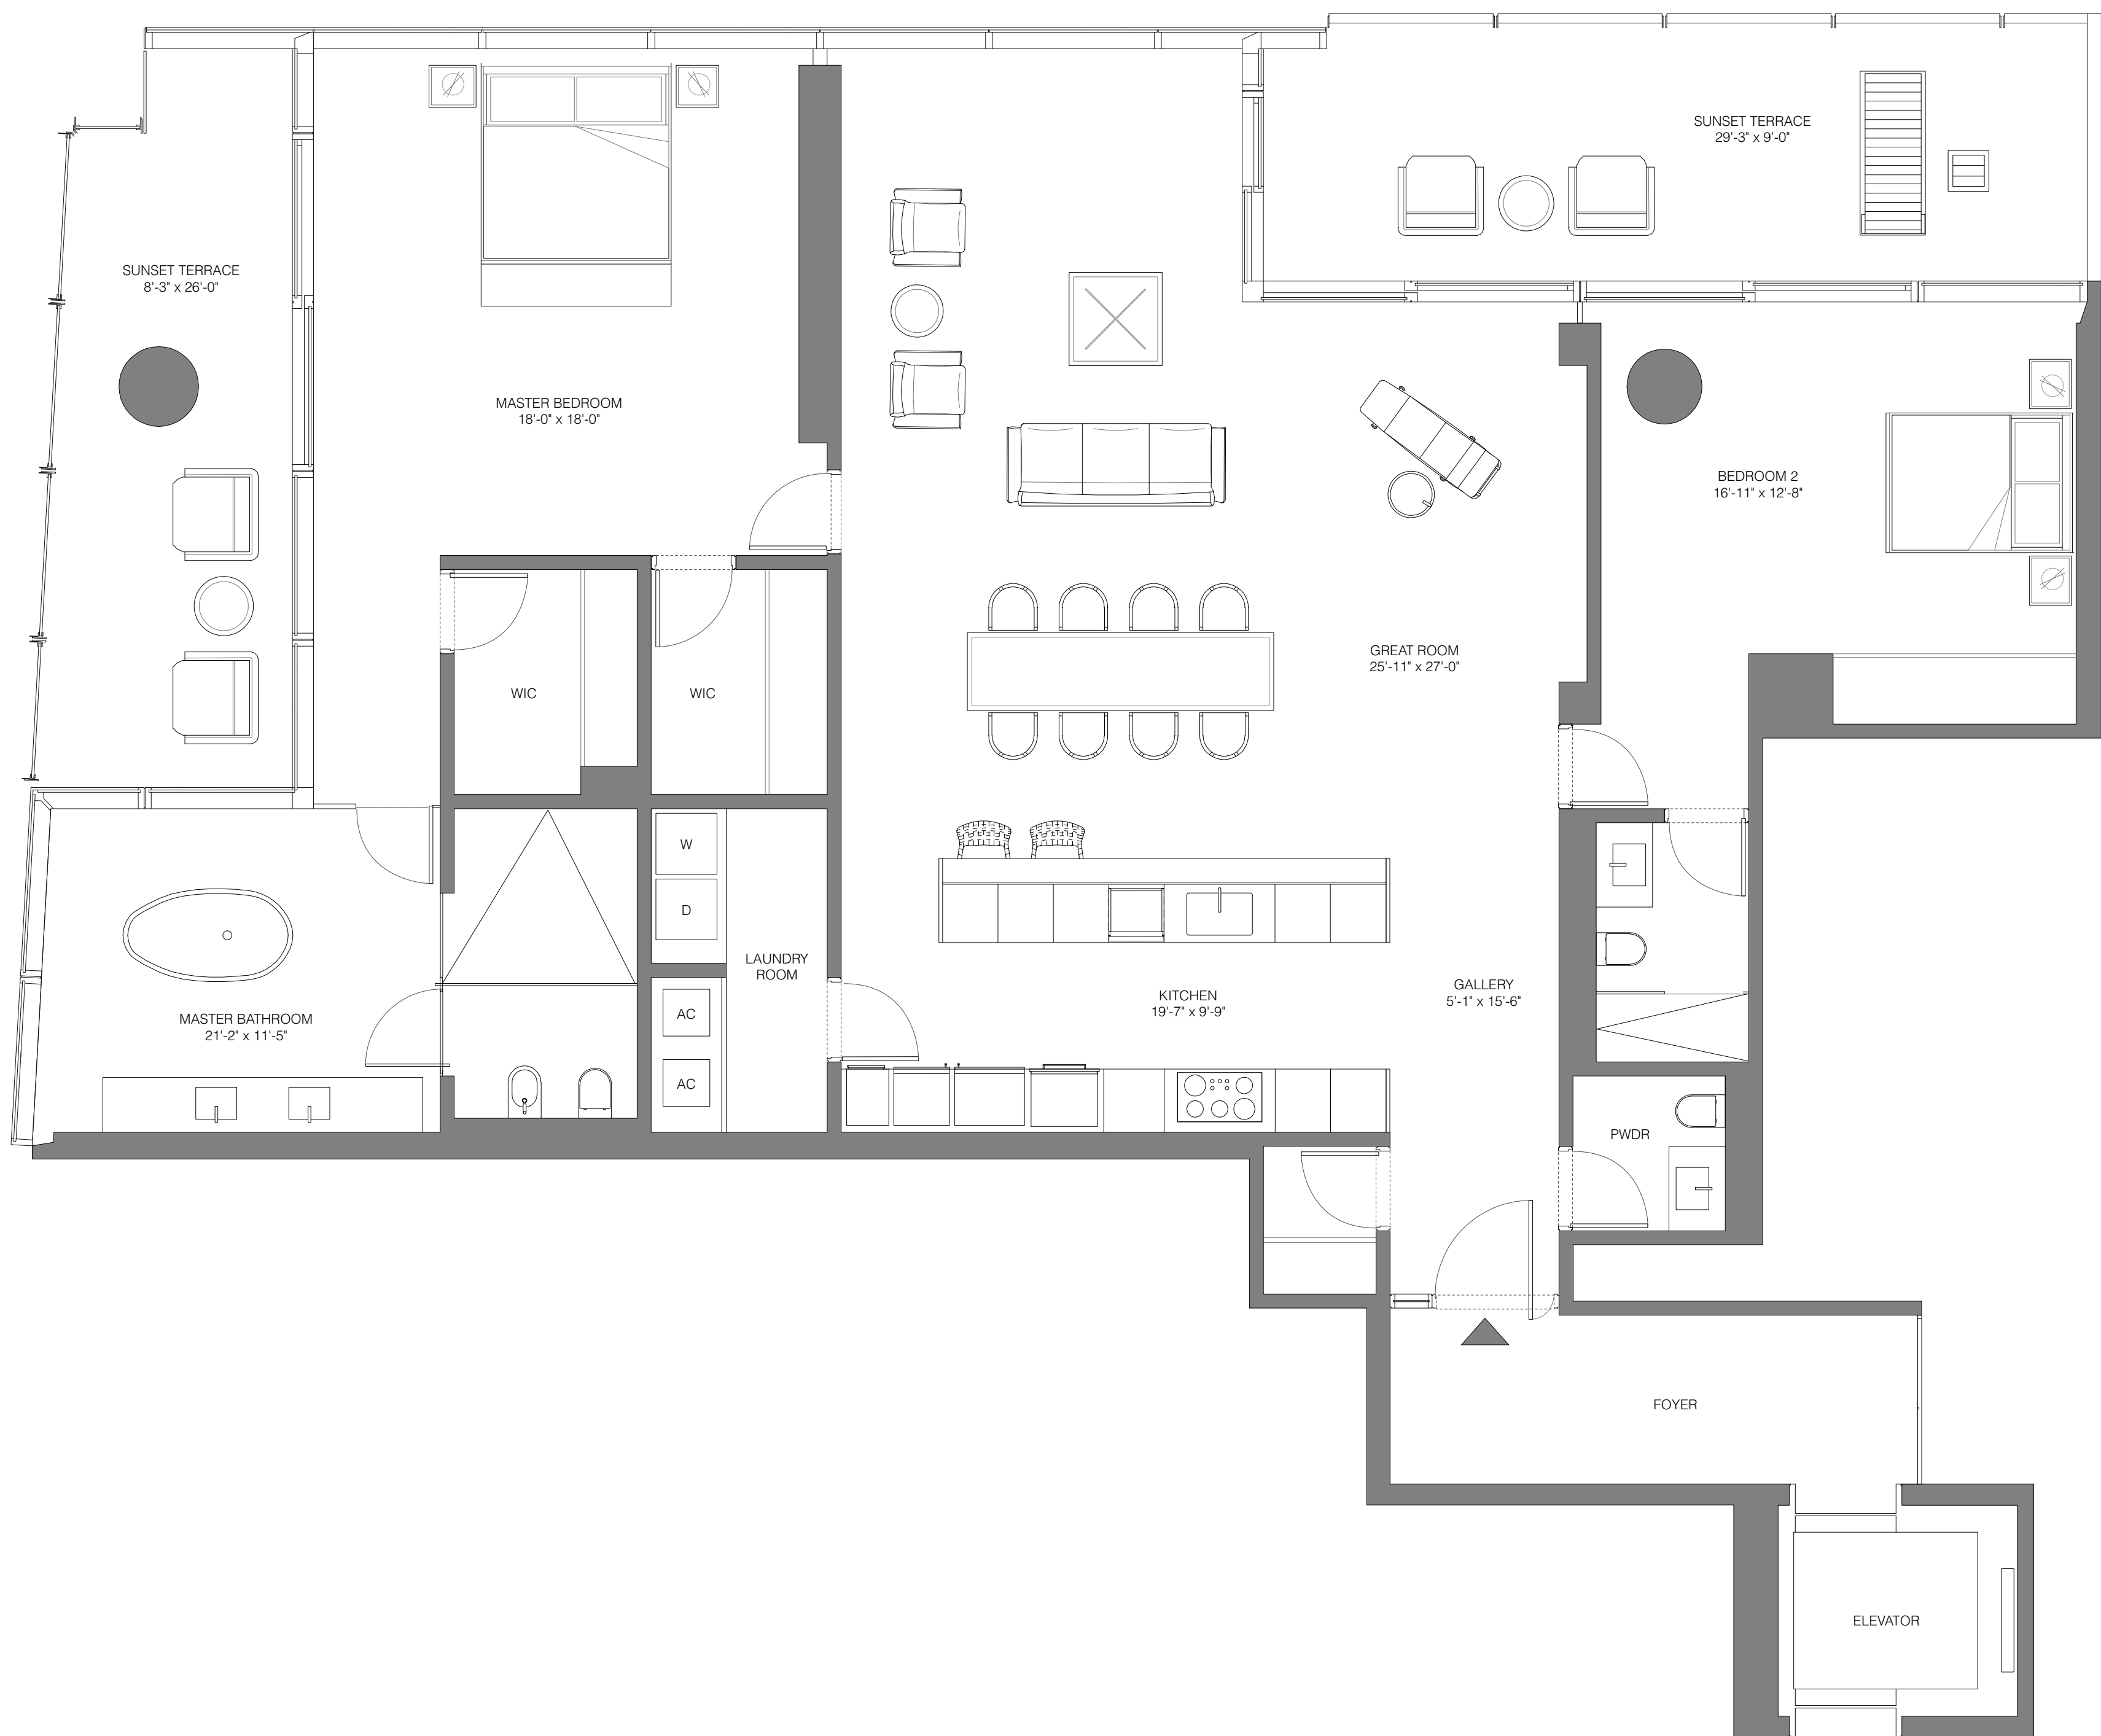 SUNSET TERRACE
29'-3" x 9'-0"
SUNSET TERRACE
8'-3" x 26'-0"
MASTER BEDROOM
18'-0" x 18'-0"
BEDROOM 2
16'-11" x 12'-8"
GREAT ROOM
25'-11" x 27'-0"
WIC
WIC
W
D
LAUNDRY
ROOM
AC
AC
MASTER BATHROOM
21'-2" x 11'-5"
KITCHEN
19'-7" x 9'-9"
GALLERY
5'-1" x 15'-6"
PWDR
FOYER
ELEVATOR